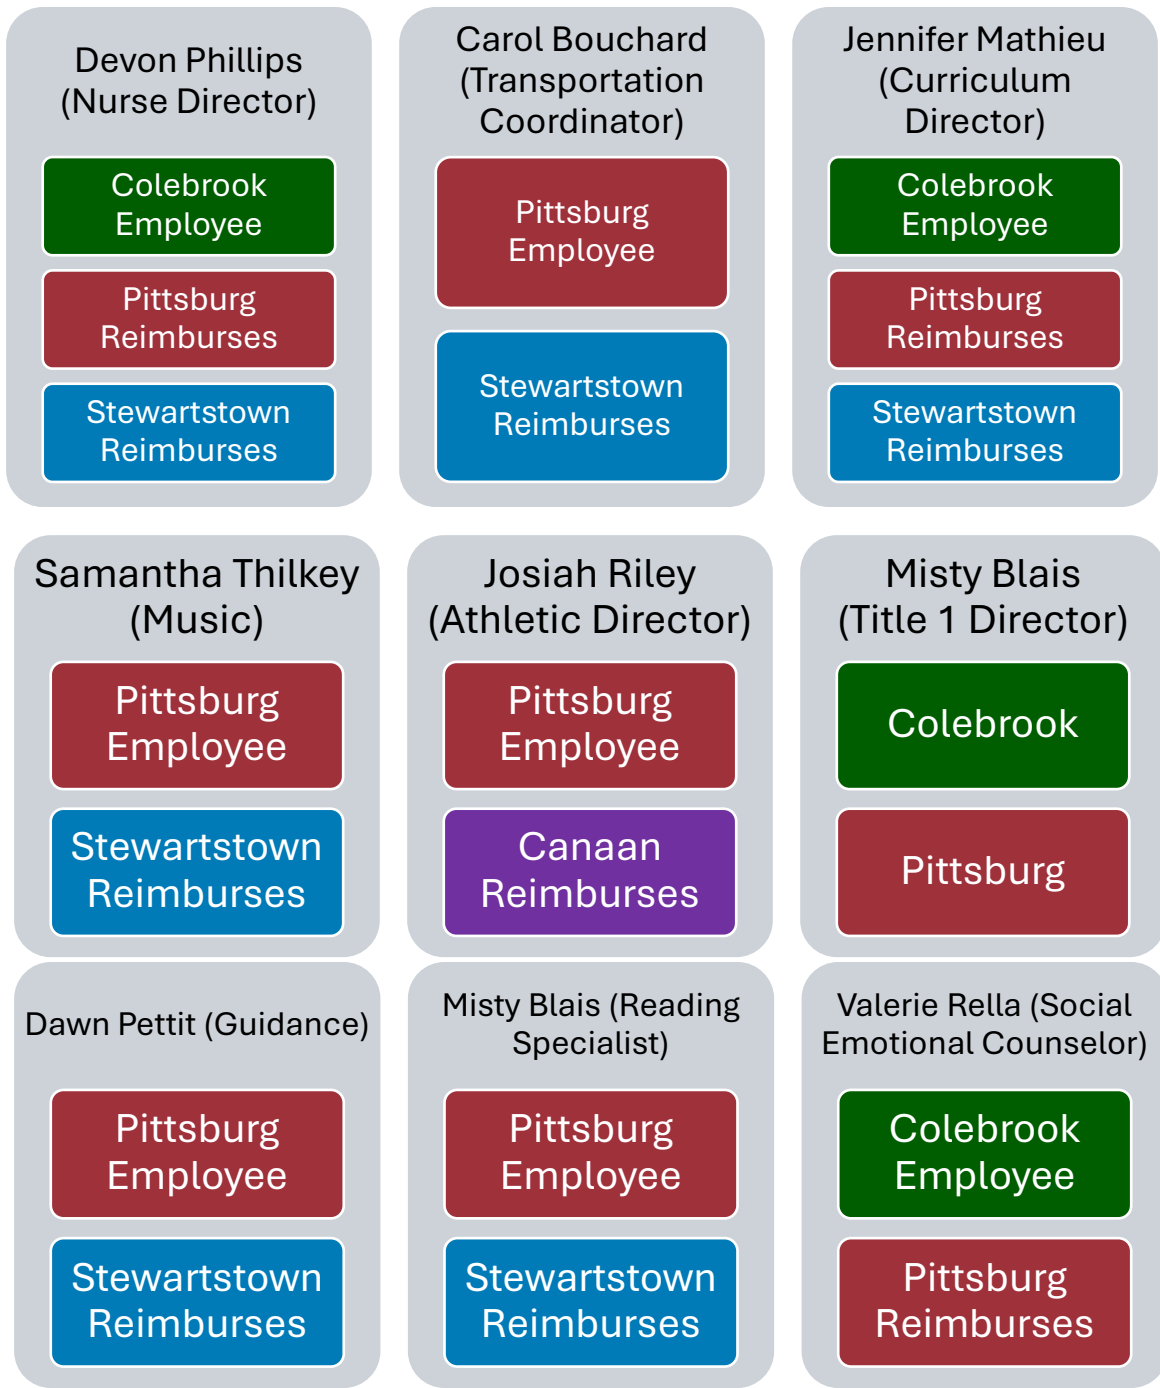 Devon Phillips
(Nurse Director)
Colebrook
Employee
Pittsburg
Reimburses
Stewartstown
Reimburses
Carol Bouchard
(Transportation
Coordinator)
Pittsburg
Employee
Stewartstown
Reimburses
Jennifer Mathieu
(Curriculum
Director)
Colebrook
Employee
Pittsburg
Reimburses
Stewartstown
Reimburses
Samantha Thilkey
(Music)
Pittsburg
Employee
Stewartstown
Reimburses
Josiah Riley
(Athletic Director)
Pittsburg
Employee
Canaan
Reimburses
Misty Blais
(Title 1 Director)
Colebrook
Pittsburg
Dawn Pettit (Guidance)
Pittsburg
Employee
Stewartstown
Reimburses
Misty Blais (Reading
Specialist)
Pittsburg
Employee
Stewartstown
Reimburses
Valerie Rella (Social
Emotional Counselor)
Colebrook
Employee
Pittsburg
Reimburses